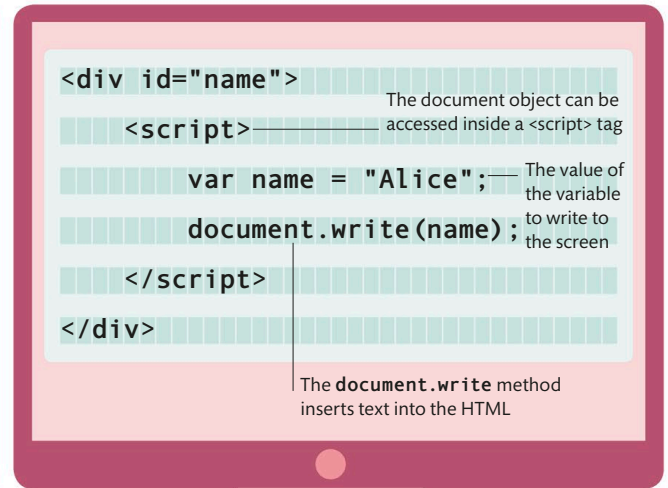 <div id="name">
The document object can be
accessed inside a <script> tag
<script>
var name = "Alice";
The value of
the variable
to write to
the screen
document.write(name);
</script>
</div>
The document.write method
inserts text into the HTML